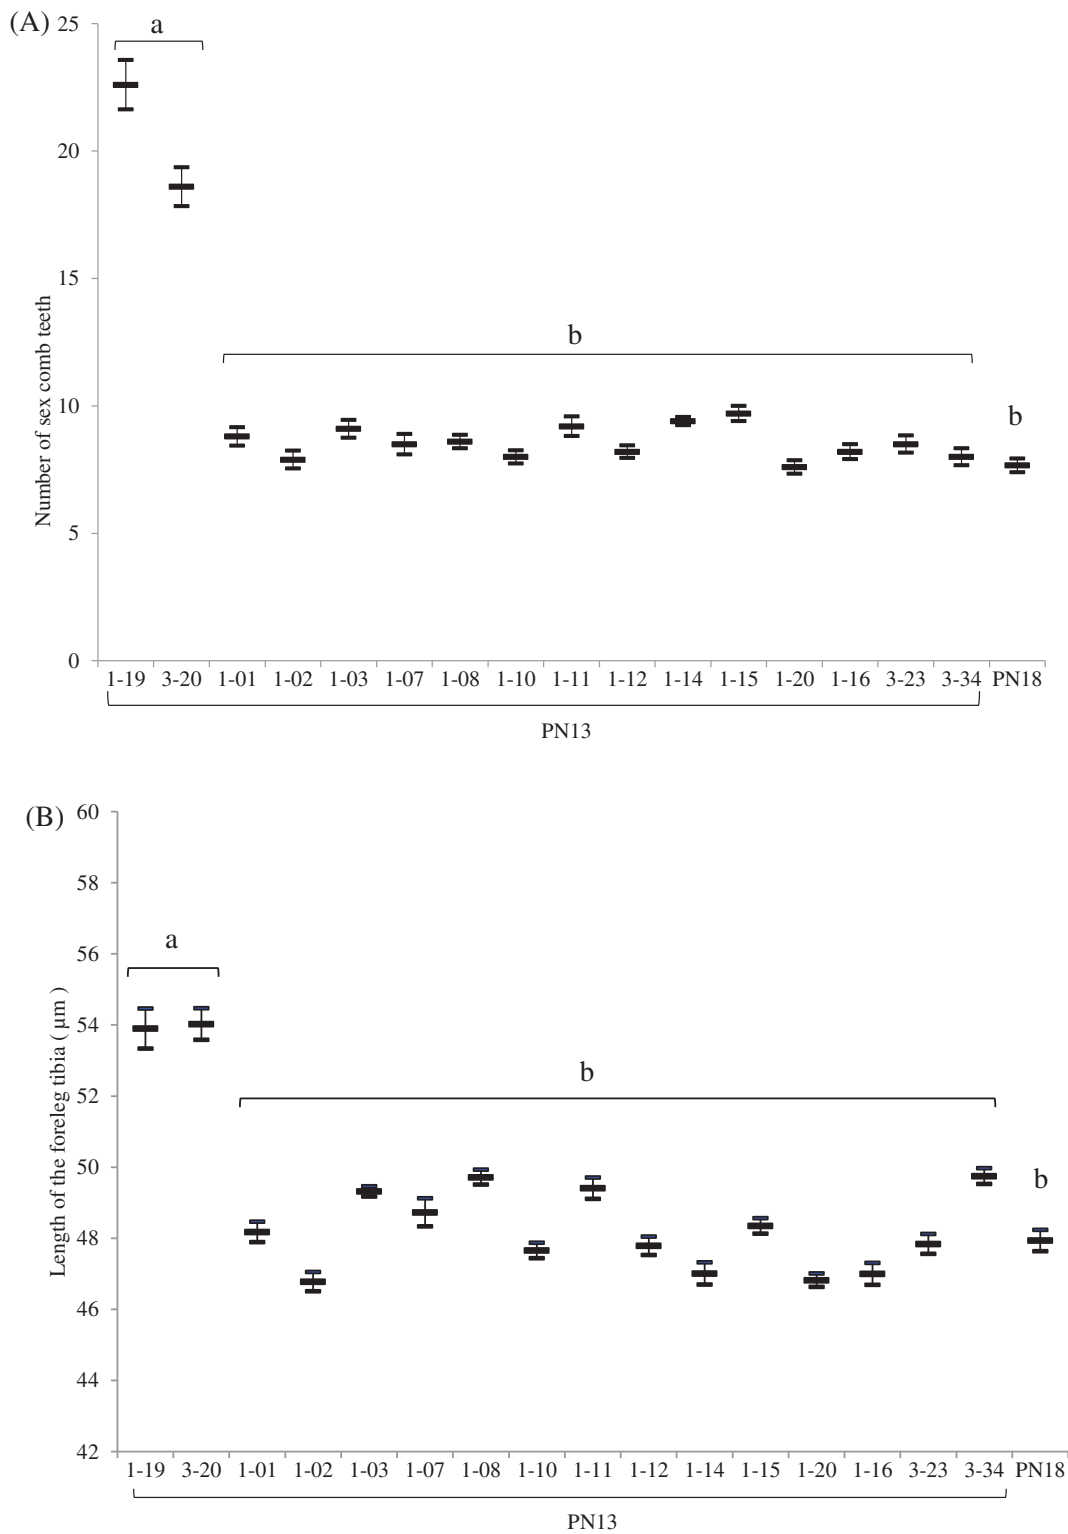 (A)
25
20
15
10
5
0
Number of sex comb teeth
a
b
b
1-19 3-20 1-01 1-02 1-03 1-07 1-08 1-10 1-11 1-12 1-14 1-15 1-20 1-16 3-23 3-34 PN18
PN13
(B)
60
58
56
54
52
50
48
46
44
42
Length of the foreleg tibia ( µm )
a
b
b
1-19 3-20 1-01 1-02 1-03 1-07 1-08 1-10 1-11 1-12 1-14 1-15 1-20 1-16 3-23 3-34 PN18
PN13